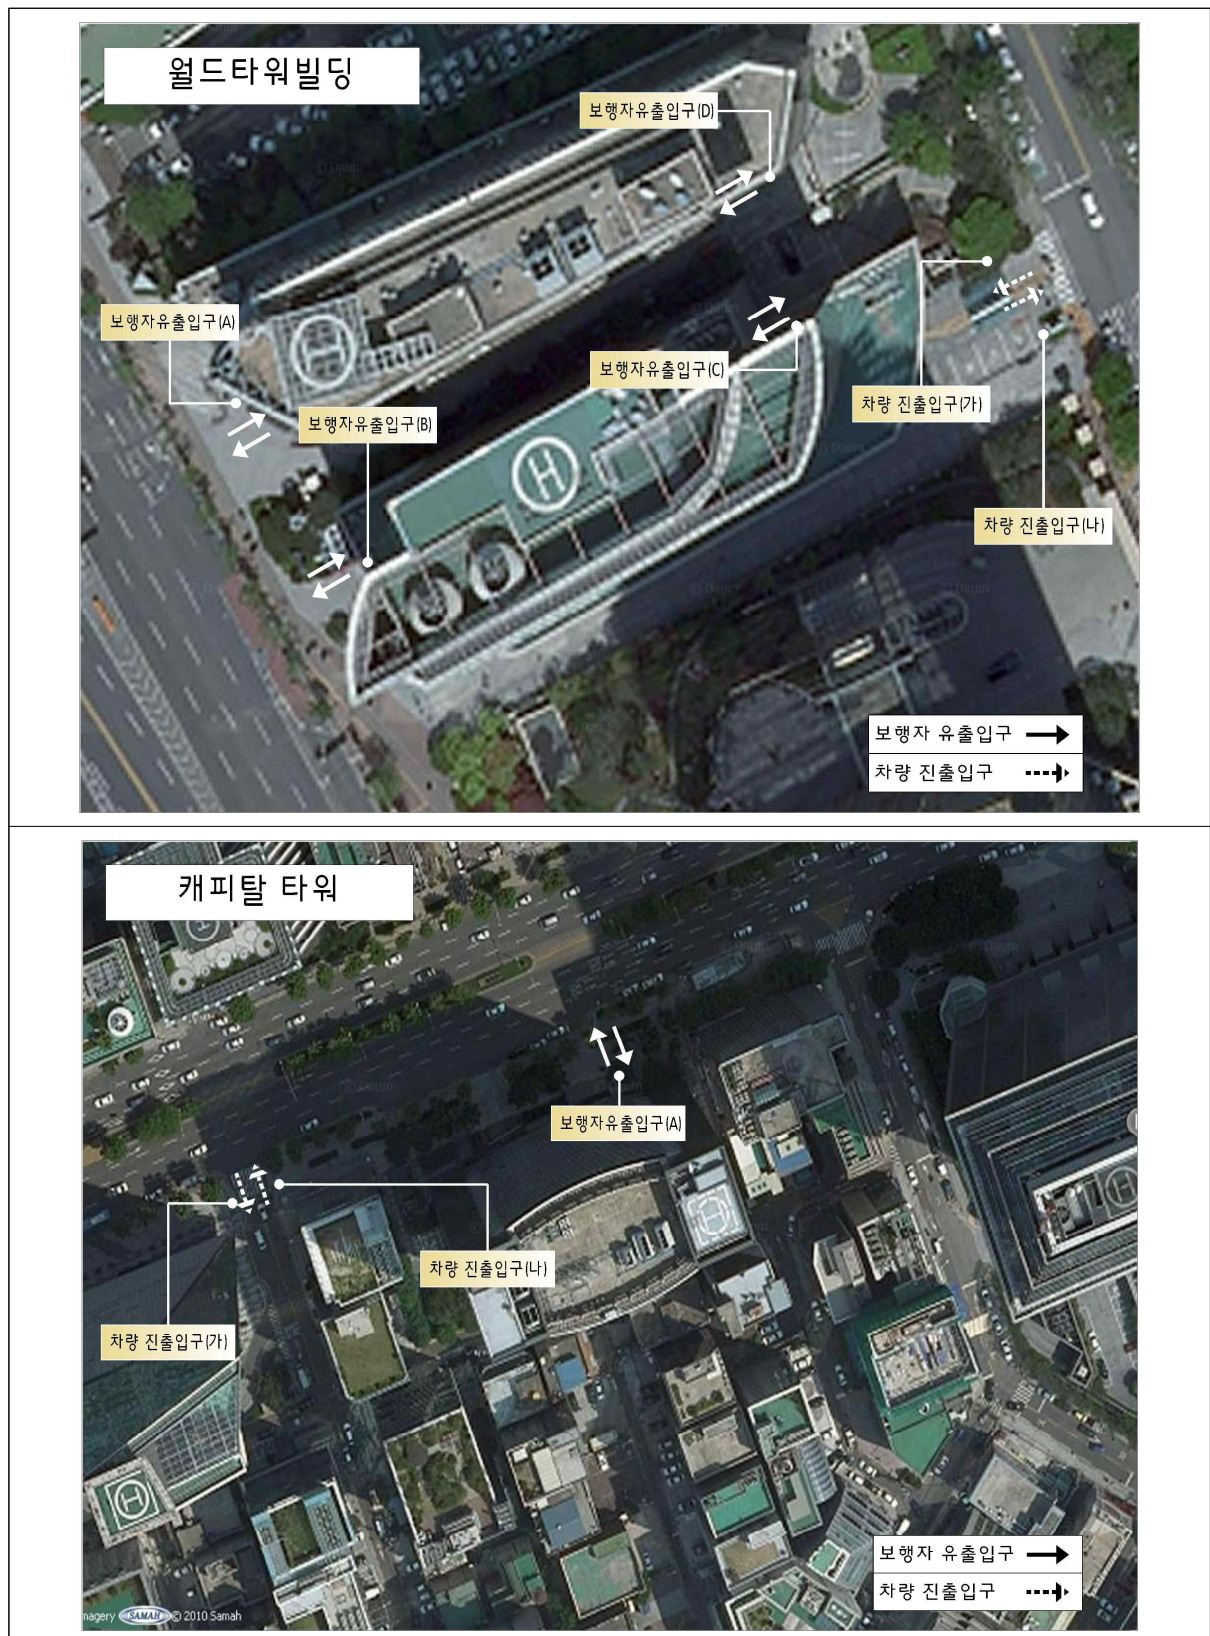 월드타워빌딩
보행자유출입구(D)
보행자유출입구(A)
보행자유출입구(C)
차량 진출입구(가)
보행자유출입구(B)
차량 진출입구(나)
보행자 유출입구
차량 진출입구
캐피탈 타워
보행자유출입구(A)
차량 진출입구(나)
차량 진출입구(가)
보행자 유출입구
차량 진출입구
magery SAMAH © 2010 Samah